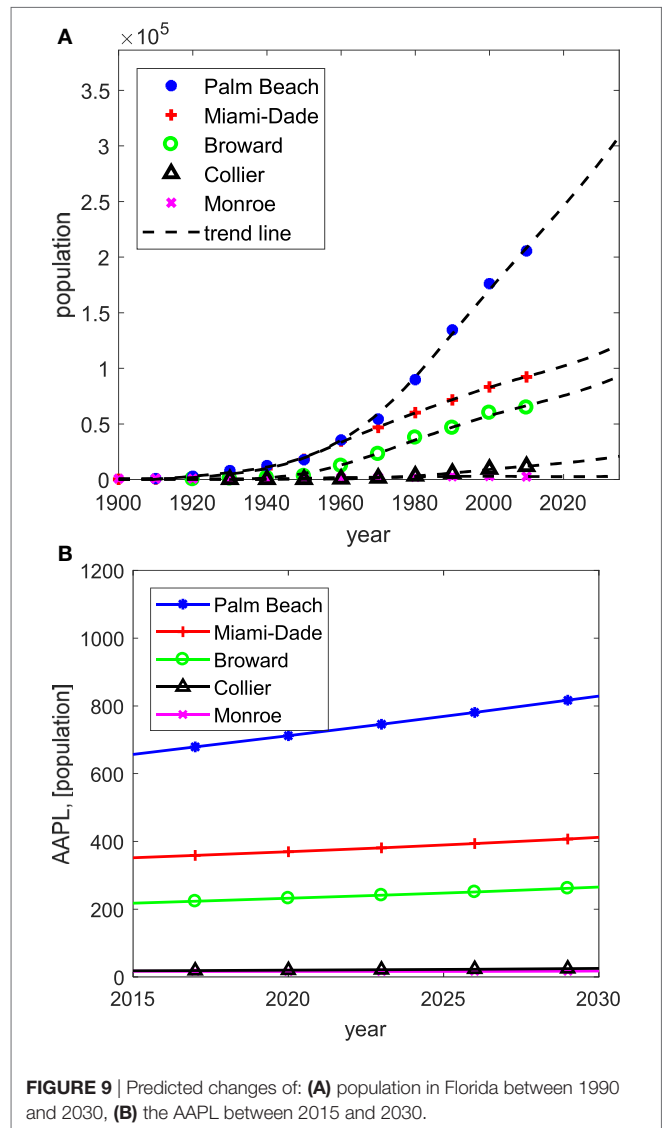 A
×10^5
3.5
3
2.5
2
1.5
1
0.5
0
population
Palm Beach
Miami-Dade
Broward
Collier
Monroe
trend line
1900 1920 1940 1960 1980 2000 2020
year
B
1200
1000
800
600
400
200
0
AAPL, [population]
Palm Beach
Miami-Dade
Broward
Collier
Monroe
2015 2020 2025 2030
year
FIGURE 9 | Predicted changes of: (A) population in Florida between 1990
and 2030, (B) the AAPL between 2015 and 2030.